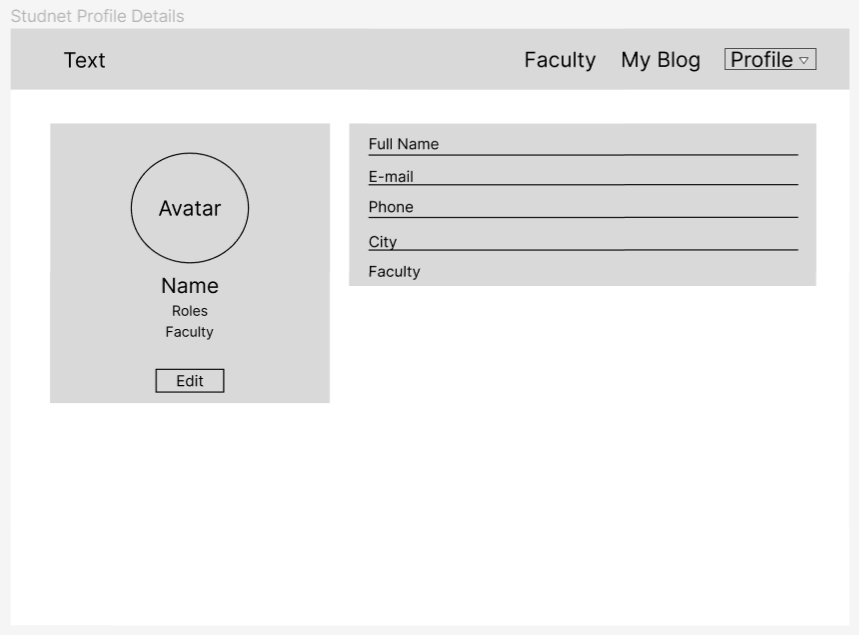 Studnet Profile Details
Text Faculty My Blog Profile
Avatar
Name
Roles
Faculty
Edit
Full Name
E-mail
Phone
City
Faculty